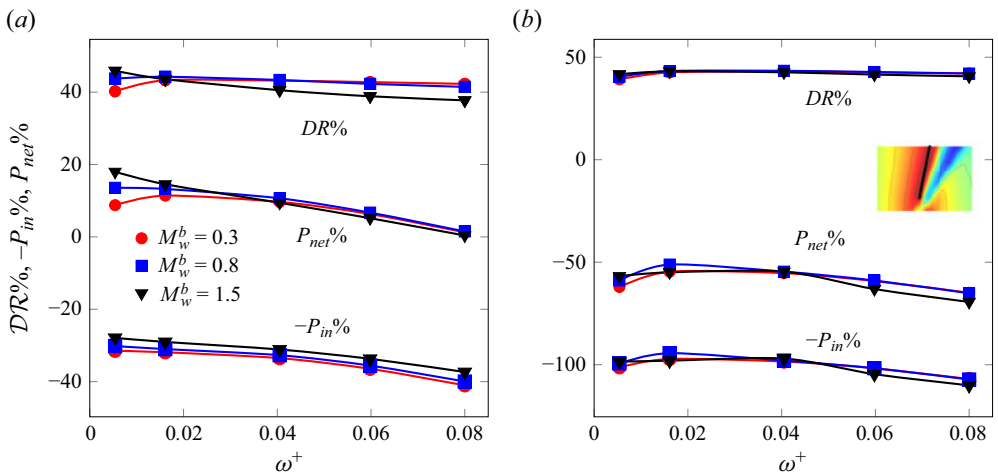 (a)
(b)
DR%, −P_in%, P_net%
40
20
0
−20
−40
DR%
P_net%
M_w^b = 0.3
M_w^b = 0.8
M_w^b = 1.5
−P_in%
0 0.02 0.04 0.06 0.08
ω+
50
0
−50
−100
DR%
P_net%
−P_in%
0 0.02 0.04 0.06 0.08
ω+